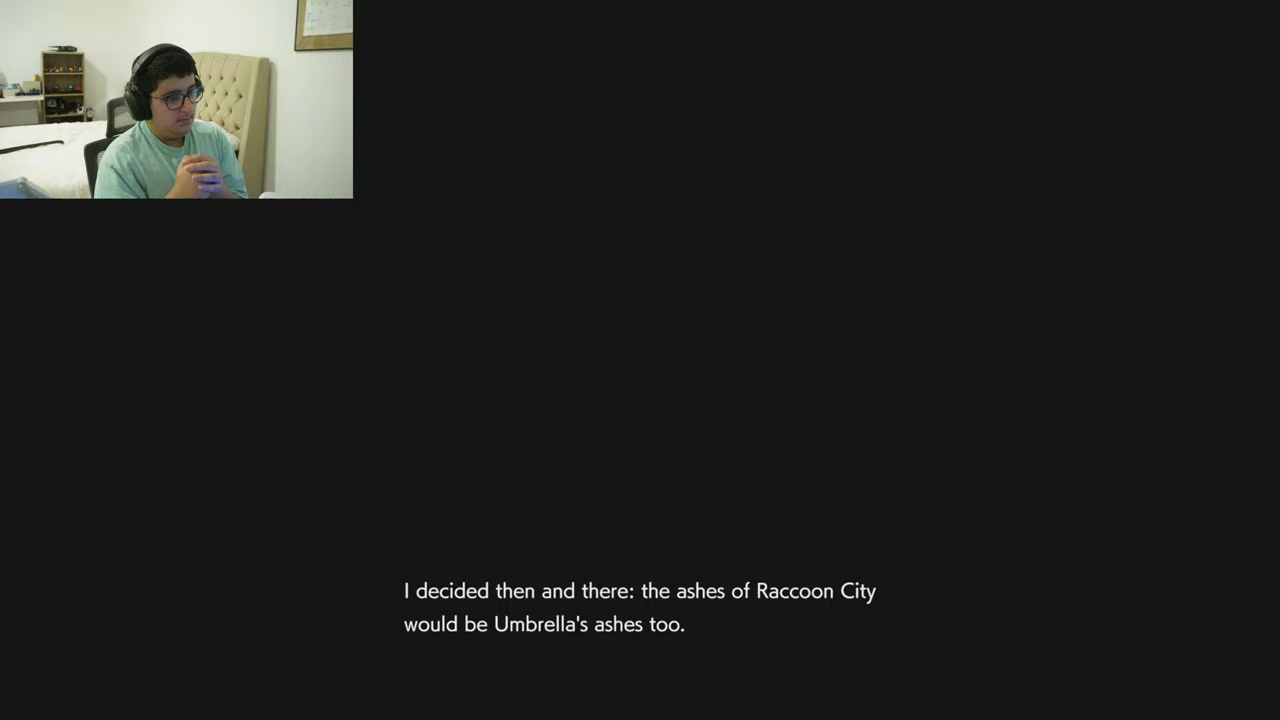 I decided then and there: the ashes of Raccoon City
would be Umbrella's ashes too.